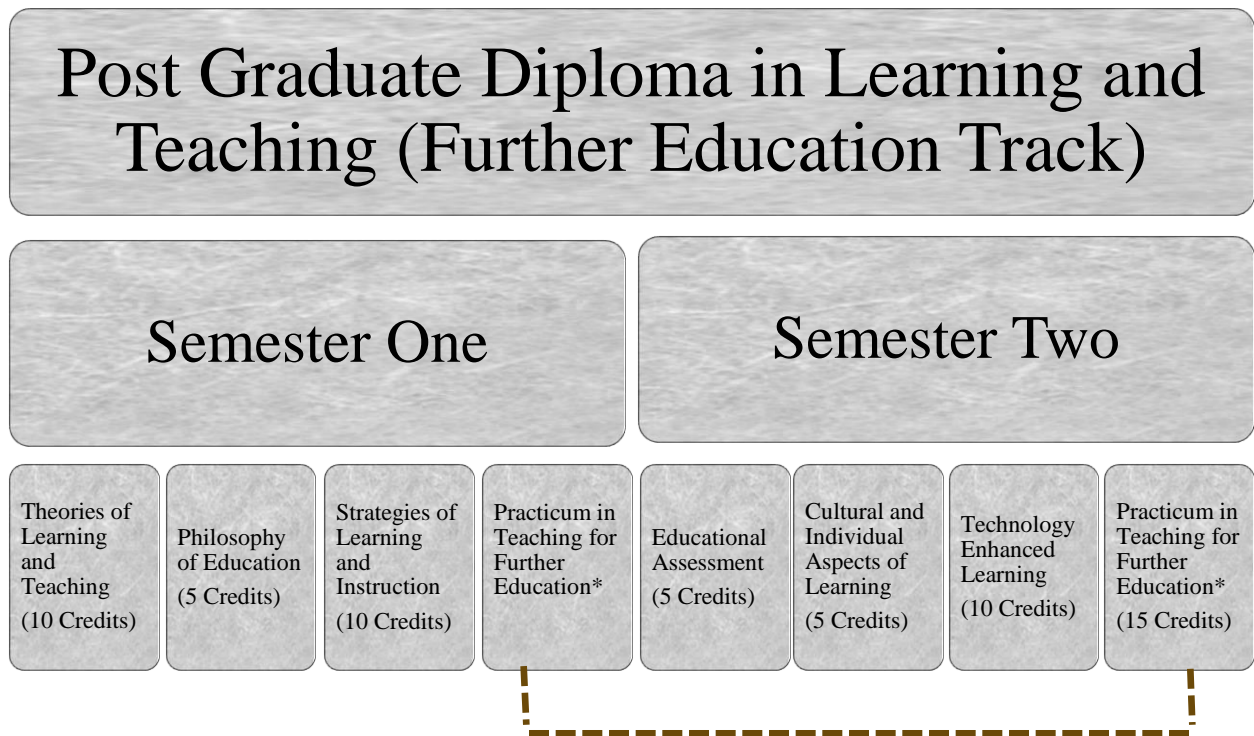 Post Graduate Diploma in Learning and
Teaching (Further Education Track)
Semester One
Semester Two
Theories of
Learning
and
Teaching
(10 Credits)
Philosophy
of Education
(5 Credits)
Strategies of
Learning
and
Instruction
(10 Credits)
Practicum in
Teaching for
Further
Education*
Educational
Assessment
(5 Credits)
Cultural and
Individual
Aspects of
Learning
(5 Credits)
Technology
Enhanced
Learning
(10 Credits)
Practicum in
Teaching for
Further
Education*
(15 Credits)